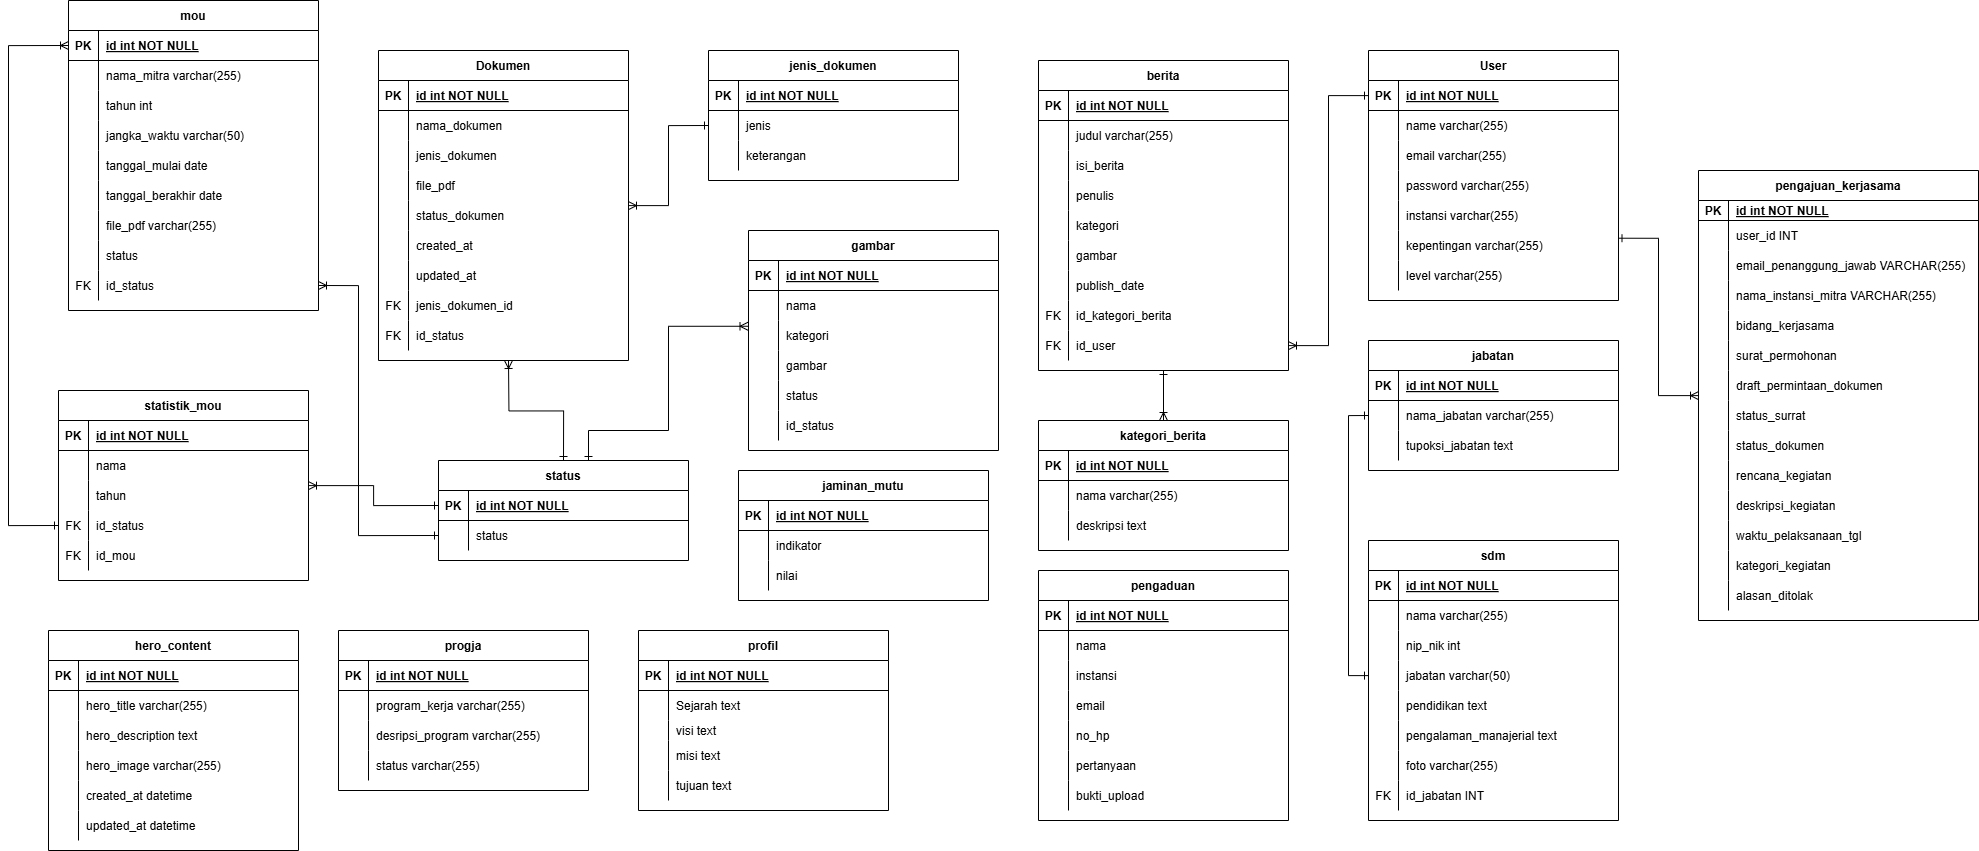 mou
PK id int NOT NULL
nama_mitra varchar(255)
tahun int
jangka_waktu varchar(50)
tanggal_mulai date
tanggal_berakhir date
file_pdf varchar(255)
status
FK id_status
Dokumen
PK id int NOT NULL
nama_dokumen
jenis_dokumen
file_pdf
status_dokumen
created_at
updated_at
FK jenis_dokumen_id
FK id_status
jenis_dokumen
PK id int NOT NULL
jenis
keterangan
gambar
PK id int NOT NULL
nama
kategori
gambar
status
id_status
berita
PK id int NOT NULL
judul varchar(255)
isi_berita
penulis
kategori
gambar
publish_date
FK id_kategori_berita
FK id_user
User
PK id int NOT NULL
name varchar(255)
email varchar(255)
password varchar(255)
instansi varchar(255)
kepentingan varchar(255)
level varchar(255)
pengajuan_kerjasama
PK id int NOT NULL
user_id INT
email_penanggung_jawab VARCHAR(255)
nama_instansi_mitra VARCHAR(255)
bidang_kerjasama
surat_permohonan
draft_permintaan_dokumen
status_surrat
status_dokumen
rencana_kegiatan
deskripsi_kegiatan
waktu_pelaksanaan_tgl
kategori_kegiatan
alasan_ditolak
statistik_mou
PK id int NOT NULL
nama
tahun
FK id_status
FK id_mou
status
PK id int NOT NULL
status
jaminan_mutu
PK id int NOT NULL
indikator
nilai
kategori_berita
PK id int NOT NULL
nama varchar(255)
deskripsi text
jabatan
PK id int NOT NULL
nama_jabatan varchar(255)
tupoksi_jabatan text
hero_content
PK id int NOT NULL
hero_title varchar(255)
hero_description text
hero_image varchar(255)
created_at datetime
updated_at datetime
progja
PK id int NOT NULL
program_kerja varchar(255)
desripsi_program varchar(255)
status varchar(255)
profil
PK id int NOT NULL
Sejarah text
visi text
misi text
tujuan text
pengaduan
PK id int NOT NULL
nama
instansi
email
no_hp
pertanyaan
bukti_upload
sdm
PK id int NOT NULL
nama varchar(255)
nip_nik int
jabatan varchar(50)
pendidikan text
pengalaman_manajerial text
foto varchar(255)
FK id_jabatan INT